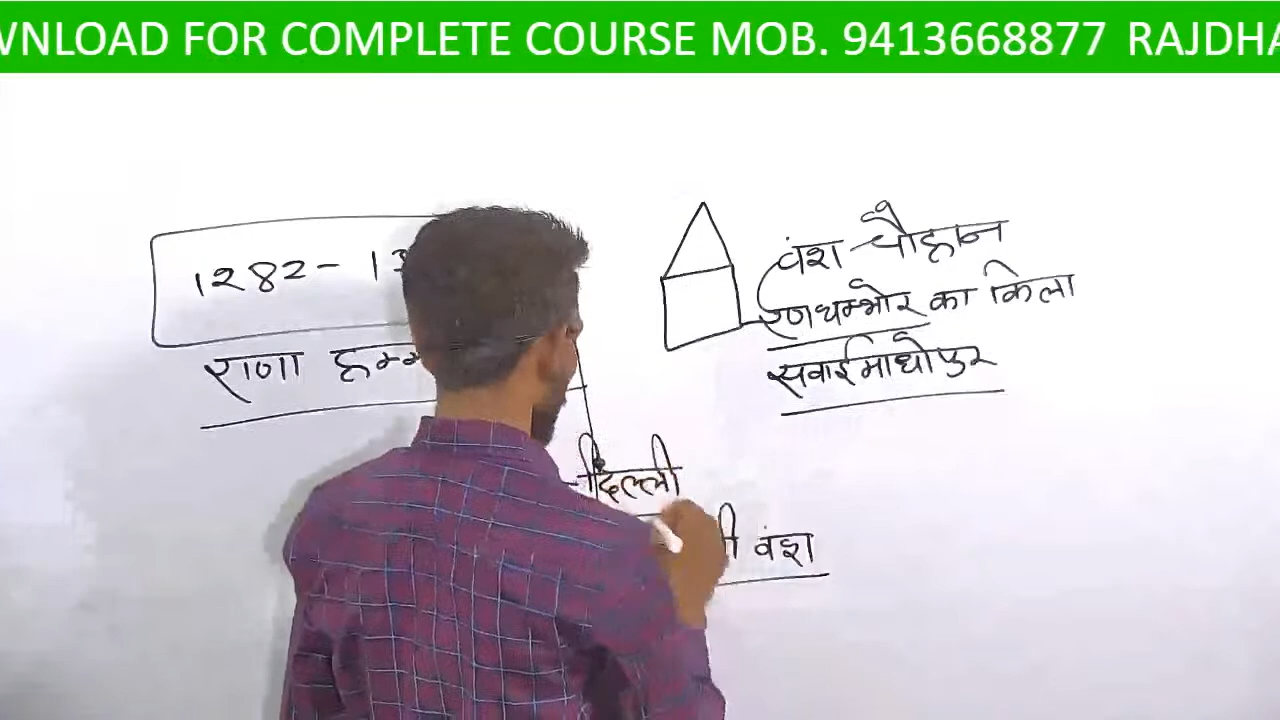 WNLOAD FOR COMPLETE COURSE MOB. 9413668877 RAJDHA
1282- 13
राणा हम्म
वंश-चौहान
रणथम्भोर का किला
सवाईमाधोपुर
दिल्ली
ी वंश